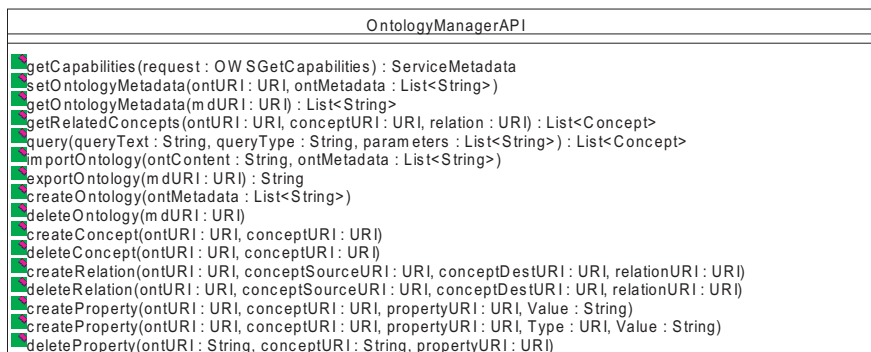 OntologyManagerAPI
getCapabilities(request : OWSGetCapabilities) : ServiceMetadata
setOntologyMetadata(ontURI : URI, ontMetadata : List<String>)
getOntologyMetadata(mdURI : URI) : List<String>
getRelatedConcepts(ontURI : URI, conceptURI : URI, relation : URI) : List<Concept>
query(queryText : String, queryType : String, parameters : List<String>) : List<Concept>
importOntology(ontContent : String, ontMetadata : List<String>)
exportOntology(mdURI : URI) : String
createOntology(ontMetadata : List<String>)
deleteOntology(mdURI : URI)
createConcept(ontURI : URI, conceptURI : URI)
deleteConcept(ontURI : URI, conceptURI : URI)
createRelation(ontURI : URI, conceptSourceURI : URI, conceptDestURI : URI, relationURI : URI)
deleteRelation(ontURI : URI, conceptSourceURI : URI, conceptDestURI : URI, relationURI : URI)
createProperty(ontURI : URI, conceptURI : URI, propertyURI : URI, Value : String)
createProperty(ontURI : URI, conceptURI : URI, propertyURI : URI, Type : URI, Value : String)
deleteProperty(ontURI : String, conceptURI : String, propertyURI : URI)